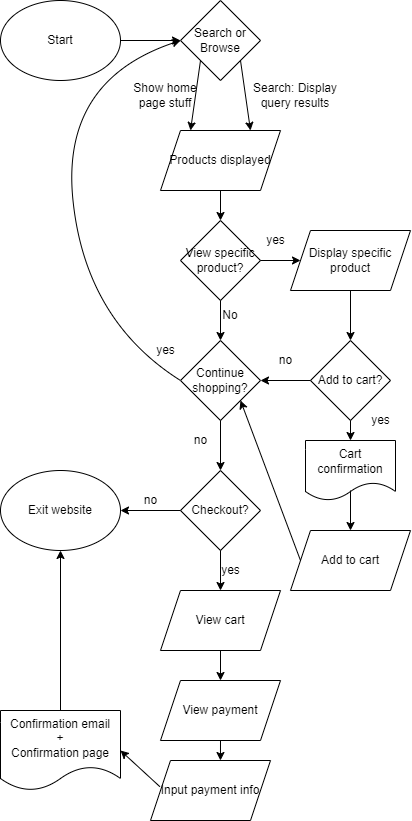 Start
Search or
Browse
Show home
page stuff
Search: Display
query results
Products displayed
View specific
product?
yes
Display specific
product
No
yes
Continue
shopping?
no
Add to cart?
yes
no
Cart
confirmation
Exit website
no
Checkout?
Add to cart
yes
View cart
View payment
Confirmation email
+
Confirmation page
Input payment info